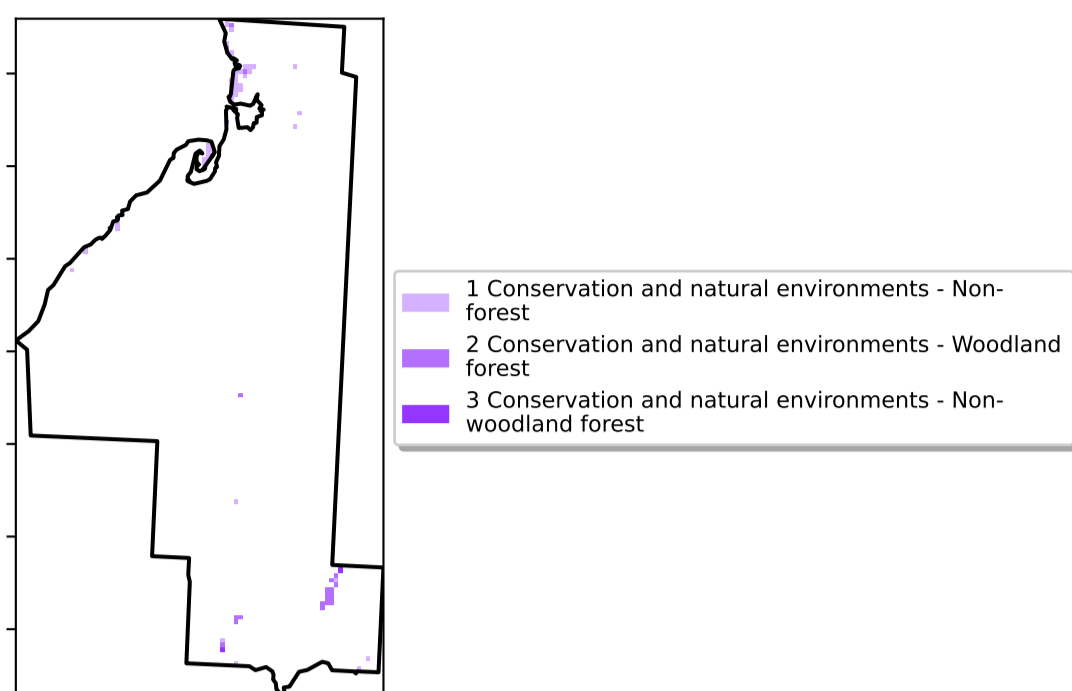 1 Conservation and natural environments - Non-
forest
2 Conservation and natural environments - Woodland
forest
3 Conservation and natural environments - Non-
woodland forest